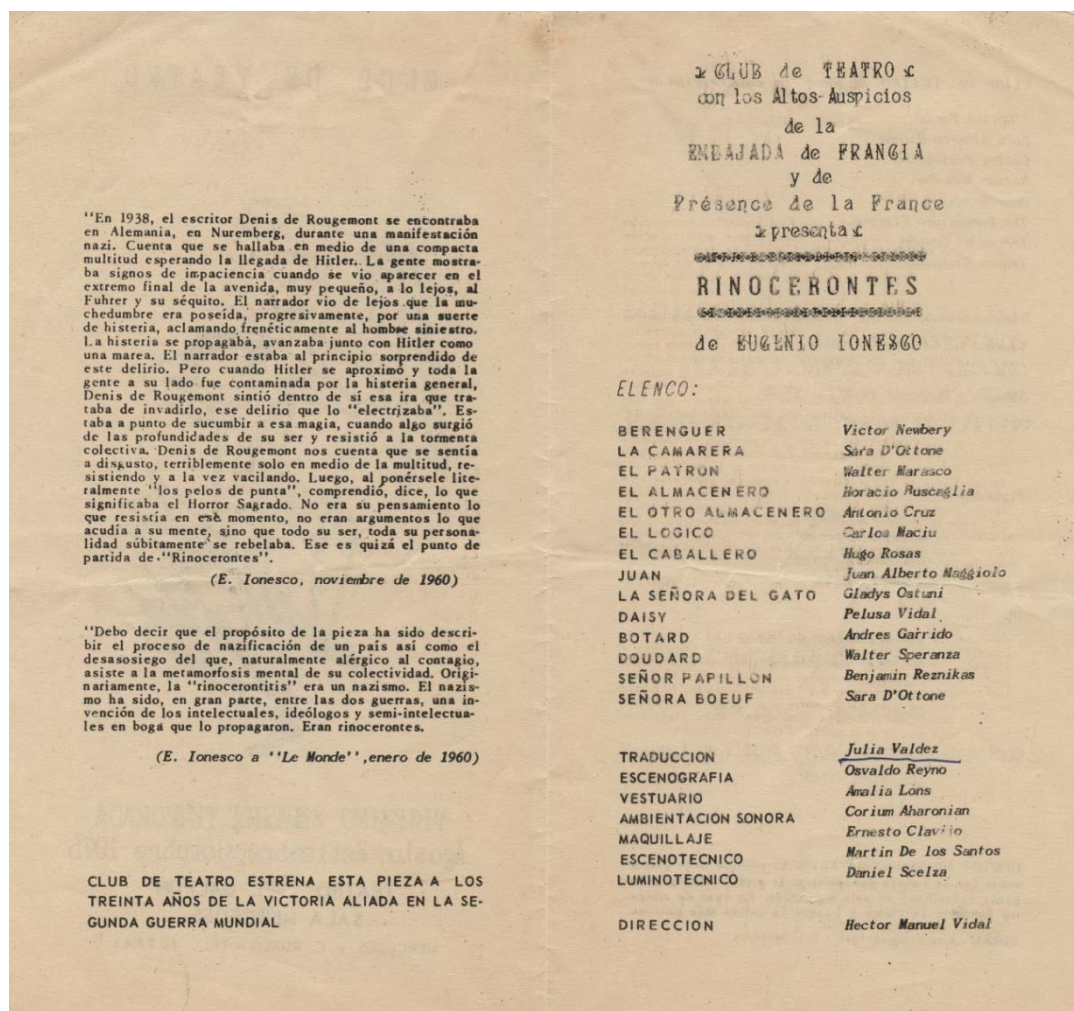 "En 1938, el escritor Denis de Rougemont se encontraba
en Alemania, en Nuremberg, durante una manifestación
nazi. Cuenta que se hallaba en medio de una compacta
multitud esperando la llegada de Hitler. La gente mostra-
ba signos de impaciencia cuando se vio aparecer en el
extremo final de la avenida, muy pequeño, a lo lejos, al
Fuhrer y su séquito. El narrador vio de lejos que la mu-
chedumbre era poseída, progresivamente, por una suerte
de histeria, aclamando frenéticamente al hombre siniestro.
La histeria se propagaba, avanzaba junto con Hitler como
una marea. El narrador estaba al principio sorprendido de
este delirio. Pero cuando Hitler se aproximó y toda la
gente a su lado fue contaminada por la histeria general,
Denis de Rougemont sintió dentro de sí esa ira que tra-
taba de invadirlo, ese delirio que lo "electrizaba". Es-
taba a punto de sucumbir a esa magia, cuando algo surgió
de las profundidades de su ser y resistió a la tormenta
colectiva. Denis de Rougemont nos cuenta que se sentía
a disgusto, terriblemente solo en medio de la multitud, re-
sistiendo y a la vez vacilando. Luego, al ponérsele lite-
ralmente "los pelos de punta", comprendió, dice, lo que
significaba el Horror Sagrado. No era su pensamiento lo
que resistía en ese momento, no eran argumentos lo que
acudía a su mente, sino que todo su ser, toda su persona-
lidad súbitamente se rebelaba. Ese es quizá el punto de
partida de "Rinocerontes".
(E. Ionesco, noviembre de 1960)
"Debo decir que el propósito de la pieza ha sido descri-
bir el proceso de nazificación de un país así como el
desasosiego del que, naturalmente alérgico al contagio,
asiste a la metamorfosis mental de su colectividad. Origi-
nariamente, la "rinocerontitis" era un nazismo. El nazis-
mo ha sido, en gran parte, entre las dos guerras, una in-
vención de los intelectuales, ideólogos y semi-intelectua-
les en boga que lo propagaron. Eran rinocerontes.
(E. Ionesco a "Le Monde", enero de 1960)
CLUB DE TEATRO ESTRENA ESTA PIEZA A LOS
TREINTA AÑOS DE LA VICTORIA ALIADA EN LA SE-
GUNDA GUERRA MUNDIAL
CLUB de TEATRO
con los Altos-Auspicios
de la
EMBAJADA de FRANCIA
y de
Présence de la France
presenta
RINOCERONTES
de EUGENIO IONESCO
ELENCO:
BERENGUER Victor Newbery
LA CAMARERA Sara D'Ottone
EL PATRON Walter Marasco
EL ALMACENERO Horacio Buscaglia
EL OTRO ALMACENERO Antonio Cruz
EL LOGICO Carlos Maciu
EL CABALLERO Hugo Rosas
JUAN Juan Alberto Maggiolo
LA SEÑORA DEL GATO Gladys Ostuni
DAISY Pelusa Vidal
BOTARD Andres Garrido
DOUDARD Walter Speranza
SEÑOR PAPILLON Benjamin Reznikas
SEÑORA BOEUF Sara D'Ottone
TRADUCCION Julia Valdez
ESCENOGRAFIA Osvaldo Reyno
VESTUARIO Amalia Lons
AMBIENTACION SONORA Corium Aharonian
MAQUILLAJE Ernesto Clavijo
ESCENOTECNICO Martin De los Santos
LUMINOTECNICO Daniel Scelza
DIRECCION Hector Manuel Vidal